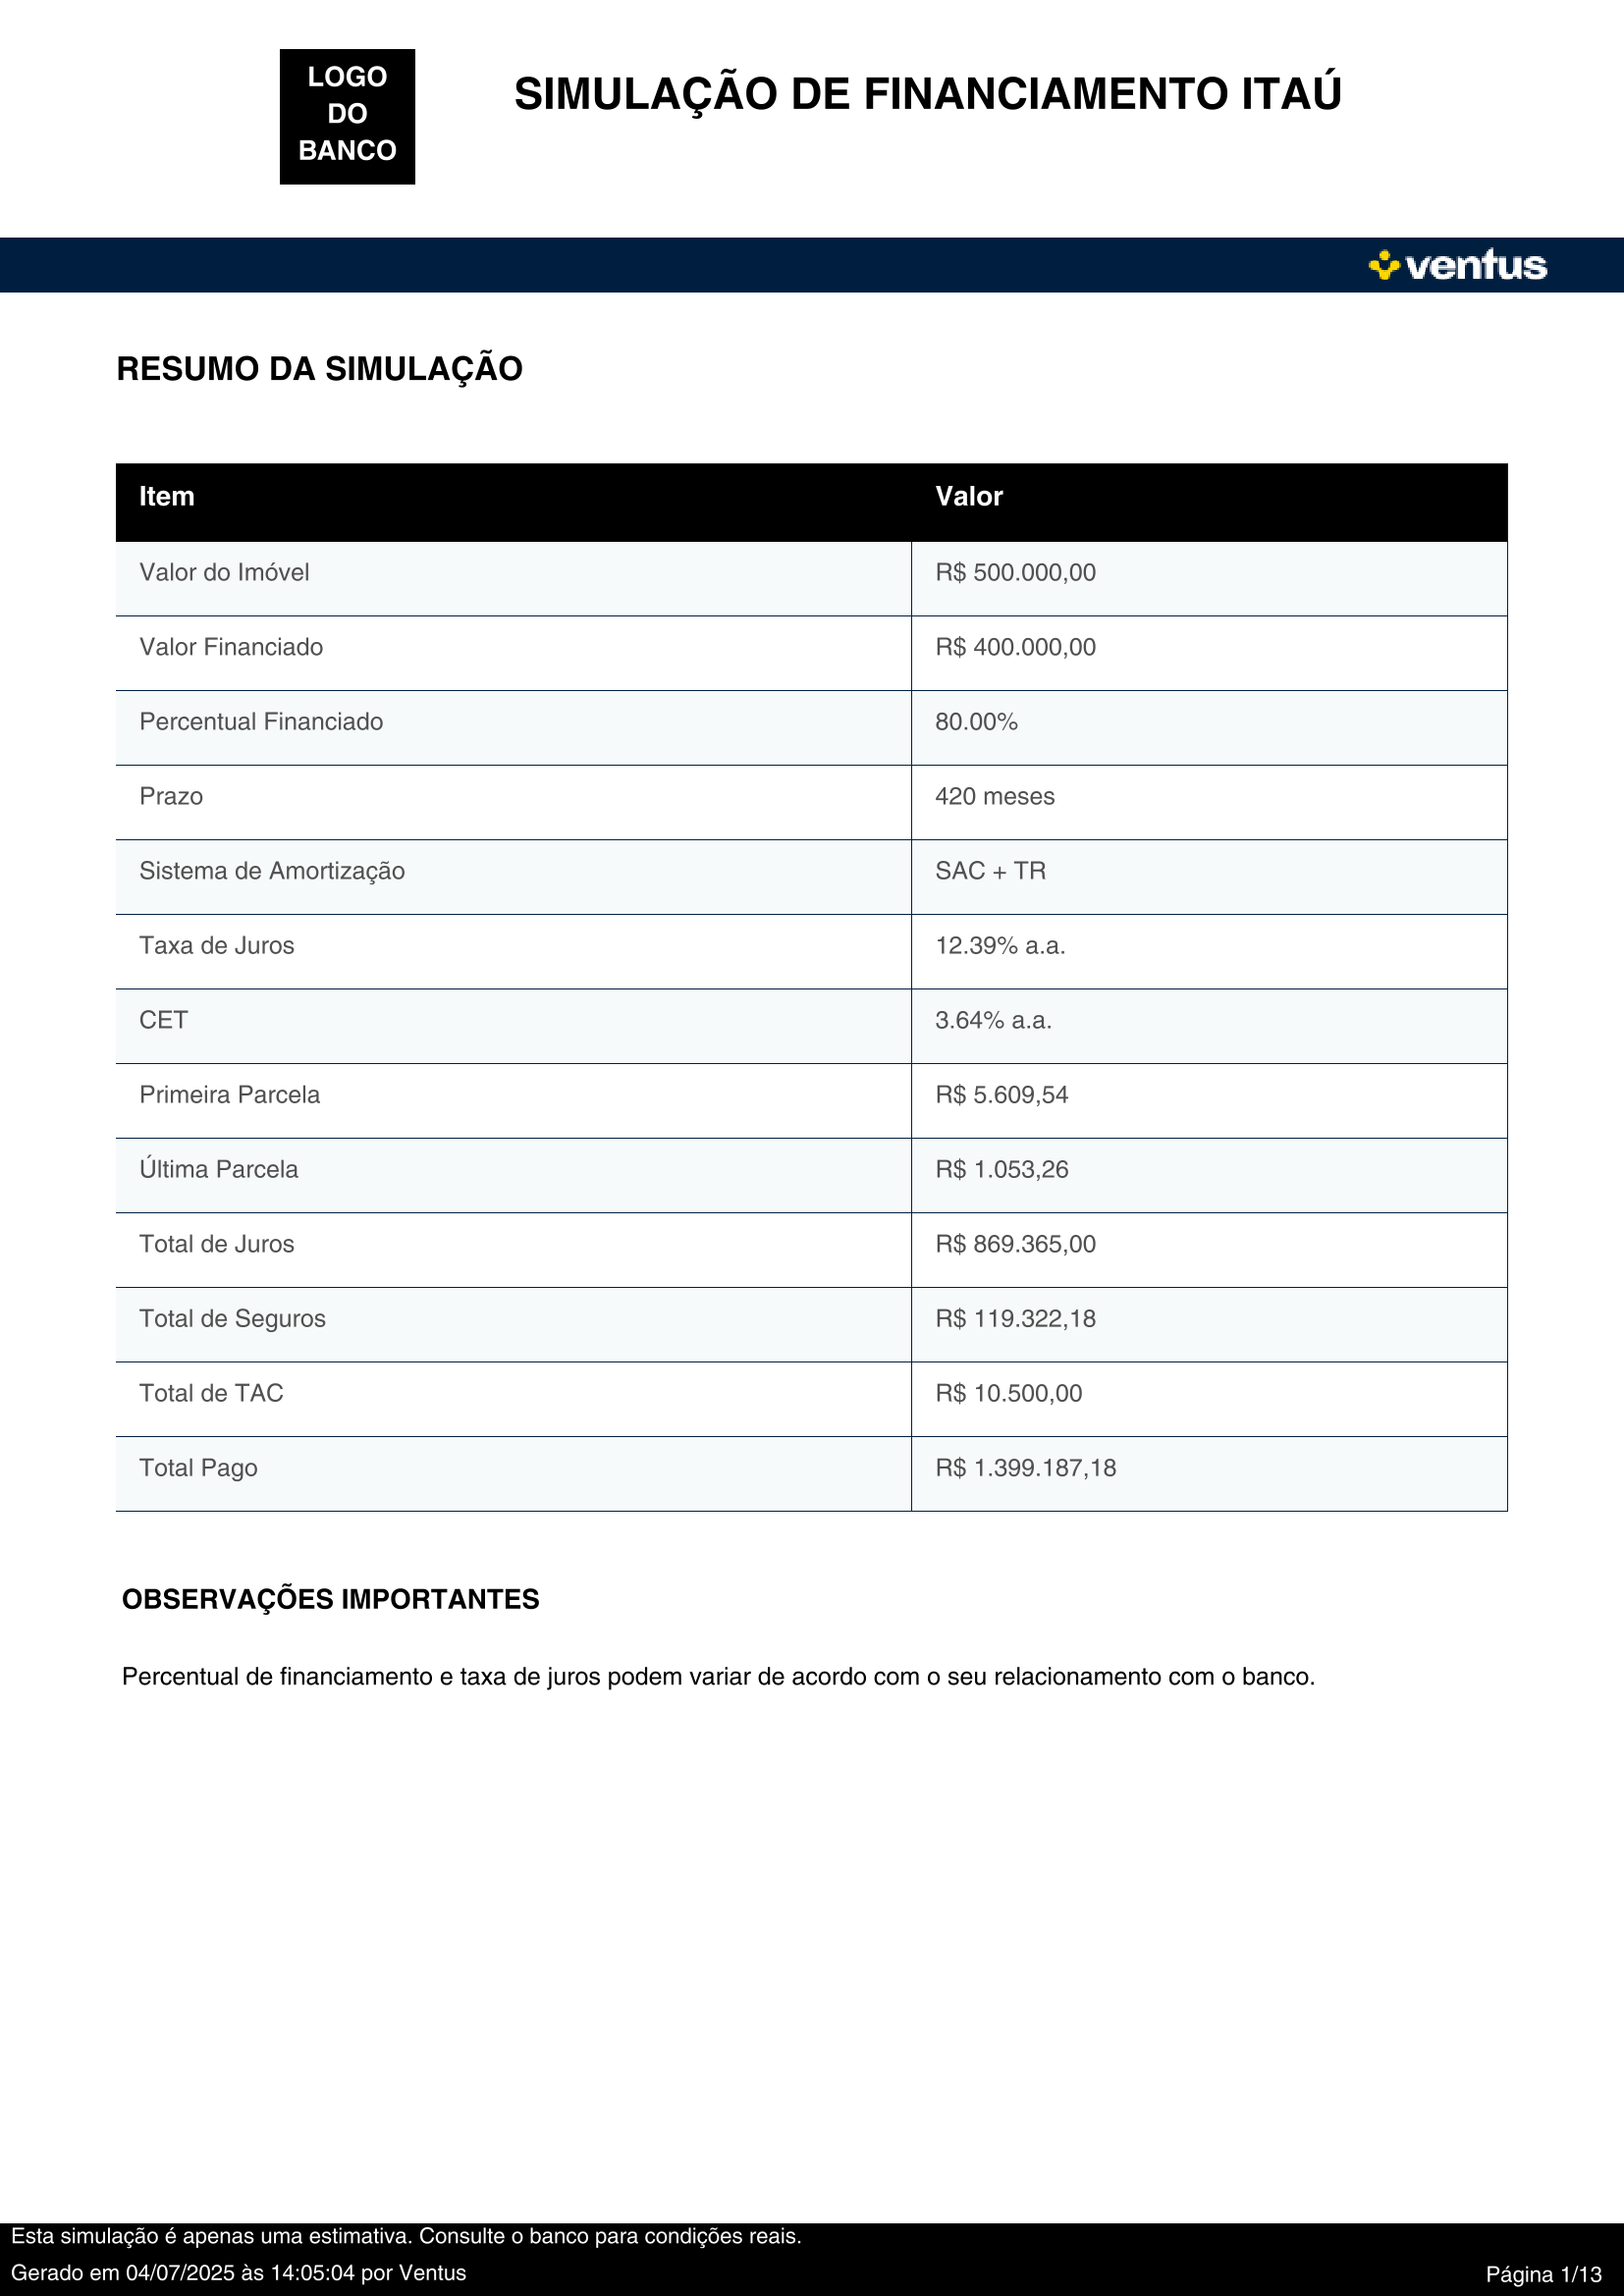 LOGO
DO
BANCO
SIMULAÇÃO DE FINANCIAMENTO ITAÚ
ventus
RESUMO DA SIMULAÇÃO
Item Valor
Valor do Imóvel R$ 500.000,00
Valor Financiado R$ 400.000,00
Percentual Financiado 80.00%
Prazo 420 meses
Sistema de Amortização SAC + TR
Taxa de Juros 12.39% a.a.
CET 3.64% a.a.
Primeira Parcela R$ 5.609,54
Última Parcela R$ 1.053,26
Total de Juros R$ 869.365,00
Total de Seguros R$ 119.322,18
Total de TAC R$ 10.500,00
Total Pago R$ 1.399.187,18
OBSERVAÇÕES IMPORTANTES
Percentual de financiamento e taxa de juros podem variar de acordo com o seu relacionamento com o banco.
Esta simulação é apenas uma estimativa. Consulte o banco para condições reais.
Gerado em 04/07/2025 às 14:05:04 por Ventus
Página 1/13